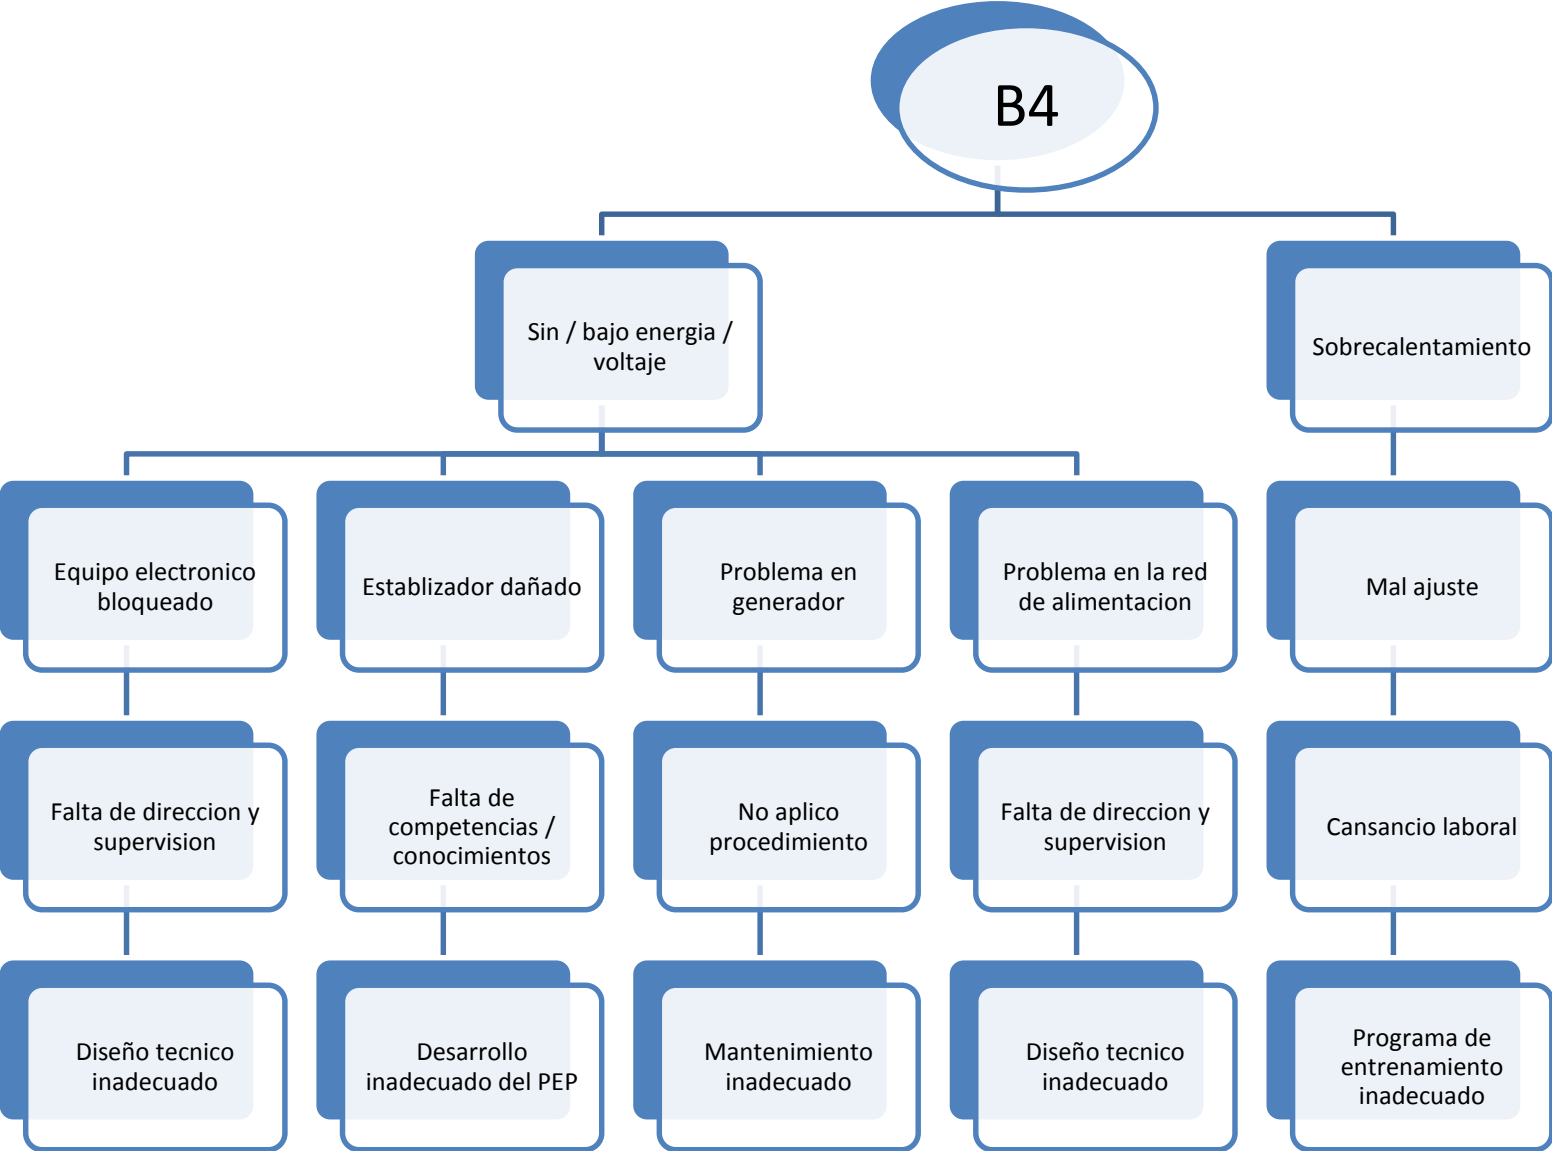 B4
Sin / bajo energia /
voltaje
Sobrecalentamiento
Equipo electronico
bloqueado
Establizador dañado
Problema en
generador
Problema en la red
de alimentacion
Mal ajuste
Falta de direccion y
supervision
Falta de
competencias /
conocimientos
No aplico
procedimiento
Falta de direccion y
supervision
Cansancio laboral
Diseño tecnico
inadecuado
Desarrollo
inadecuado del PEP
Mantenimiento
inadecuado
Diseño tecnico
inadecuado
Programa de
entrenamiento
inadecuado